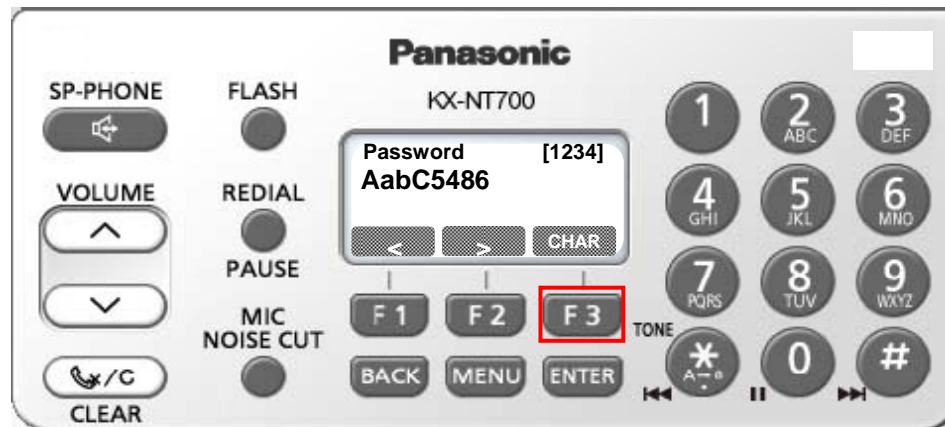 Panasonic
KX-NT700
SP-PHONE
FLASH
VOLUME
REDIAL
PAUSE
MIC
NOISE CUT
CLEAR
/C
Password [1234]
AabC5486
< > CHAR
F 1 F 2 F 3
BACK MENU ENTER
1 2 ABC 3 DEF
4 GHI 5 JKL 6 MNO
7 PQRS 8 TUV 9 WXYZ
TONE
* 0 #